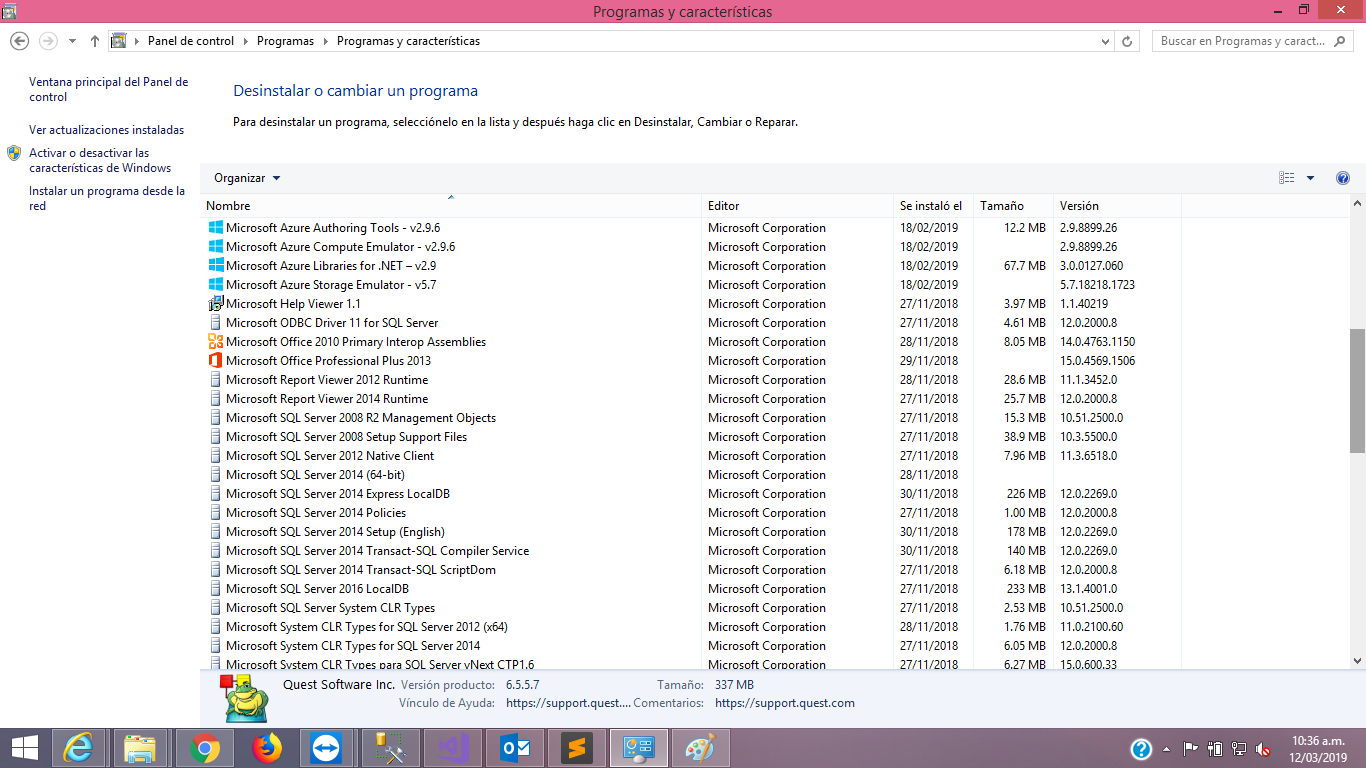 Programas y características
Panel de control Programas Programas y características
Buscar en Programas y caract...
Ventana principal del Panel de
control
Ver actualizaciones instaladas
Activar o desactivar las
características de Windows
Instalar un programa desde la
red
Desinstalar o cambiar un programa
Para desinstalar un programa, selecciónelo en la lista y después haga clic en Desinstalar, Cambiar o Reparar.
Organizar
Nombre Editor Se instaló el Tamaño Versión
Microsoft Azure Authoring Tools - v2.9.6 Microsoft Corporation 18/02/2019 12.2 MB 2.9.8899.26
Microsoft Azure Compute Emulator - v2.9.6 Microsoft Corporation 18/02/2019 2.9.8899.26
Microsoft Azure Libraries for .NET – v2.9 Microsoft Corporation 18/02/2019 67.7 MB 3.0.0127.060
Microsoft Azure Storage Emulator - v5.7 Microsoft Corporation 18/02/2019 5.7.18218.1723
Microsoft Help Viewer 1.1 Microsoft Corporation 27/11/2018 3.97 MB 1.1.40219
Microsoft ODBC Driver 11 for SQL Server Microsoft Corporation 27/11/2018 4.61 MB 12.0.2000.8
Microsoft Office 2010 Primary Interop Assemblies Microsoft Corporation 28/11/2018 8.05 MB 14.0.4763.1150
Microsoft Office Professional Plus 2013 Microsoft Corporation 29/11/2018 15.0.4569.1506
Microsoft Report Viewer 2012 Runtime Microsoft Corporation 28/11/2018 28.6 MB 11.1.3452.0
Microsoft Report Viewer 2014 Runtime Microsoft Corporation 27/11/2018 25.7 MB 12.0.2000.8
Microsoft SQL Server 2008 R2 Management Objects Microsoft Corporation 27/11/2018 15.3 MB 10.51.2500.0
Microsoft SQL Server 2008 Setup Support Files Microsoft Corporation 27/11/2018 38.9 MB 10.3.5500.0
Microsoft SQL Server 2012 Native Client Microsoft Corporation 27/11/2018 7.96 MB 11.3.6518.0
Microsoft SQL Server 2014 (64-bit) Microsoft Corporation 28/11/2018
Microsoft SQL Server 2014 Express LocalDB Microsoft Corporation 30/11/2018 226 MB 12.0.2269.0
Microsoft SQL Server 2014 Policies Microsoft Corporation 27/11/2018 1.00 MB 12.0.2000.8
Microsoft SQL Server 2014 Setup (English) Microsoft Corporation 30/11/2018 178 MB 12.0.2269.0
Microsoft SQL Server 2014 Transact-SQL Compiler Service Microsoft Corporation 30/11/2018 140 MB 12.0.2269.0
Microsoft SQL Server 2014 Transact-SQL ScriptDom Microsoft Corporation 27/11/2018 6.18 MB 12.0.2000.8
Microsoft SQL Server 2016 LocalDB Microsoft Corporation 27/11/2018 233 MB 13.1.4001.0
Microsoft SQL Server System CLR Types Microsoft Corporation 27/11/2018 2.53 MB 10.51.2500.0
Microsoft System CLR Types for SQL Server 2012 (x64) Microsoft Corporation 28/11/2018 1.76 MB 11.0.2100.60
Microsoft System CLR Types for SQL Server 2014 Microsoft Corporation 27/11/2018 6.05 MB 12.0.2000.8
Microsoft System CLR Types para SQL Server vNext CTP1.6 Microsoft Corporation 27/11/2018 6.27 MB 15.0.600.33
Quest Software Inc. Versión producto: 6.5.5.7 Tamaño: 337 MB
Vínculo de Ayuda: https://support.quest.... Comentarios: https://support.quest.com
10:36 a.m.
12/03/2019